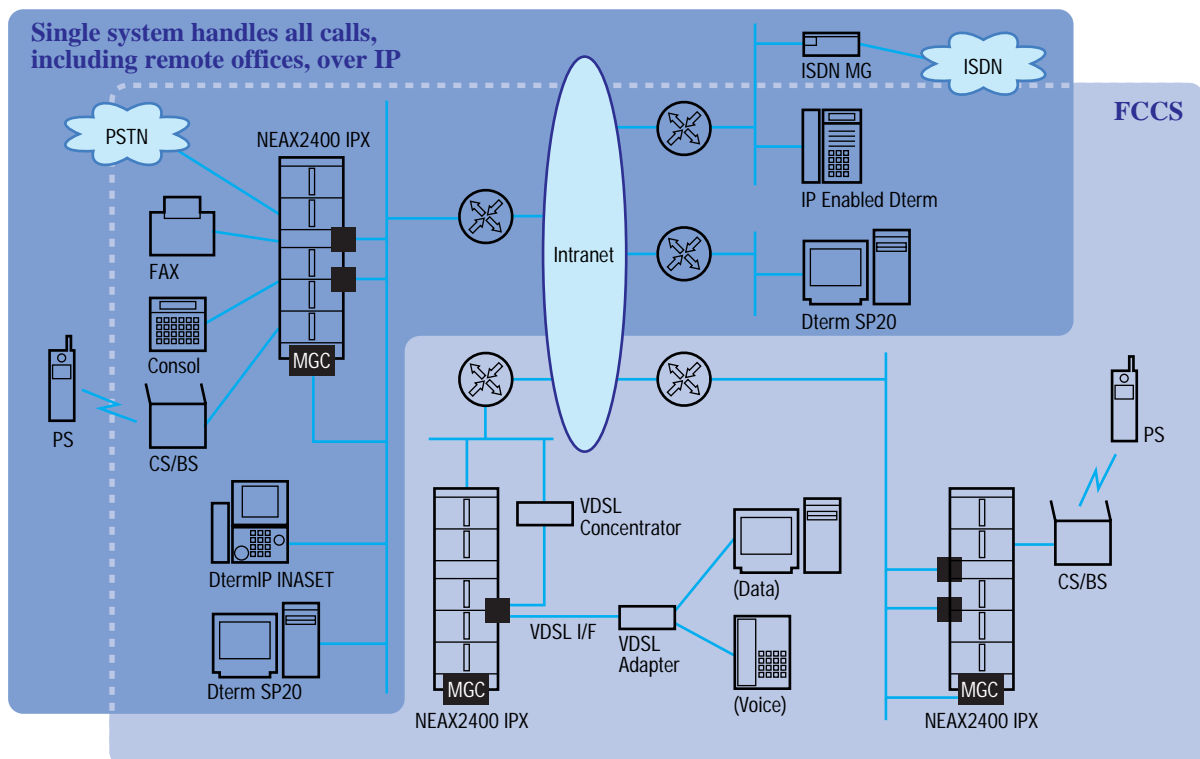 Single system handles all calls,
including remote offices, over IP
ISDN MG
ISDN
FCCS
PSTN
NEAX2400 IPX
IP Enabled Dterm
FAX
Intranet
Dterm SP20
Consol
MGC
PS
CS/BS
PS
VDSL
Concentrator
DtermIP INASET
(Data)
CS/BS
VDSL I/F
VDSL
Adapter
Dterm SP20
MGC
NEAX2400 IPX
(Voice)
MGC
NEAX2400 IPX